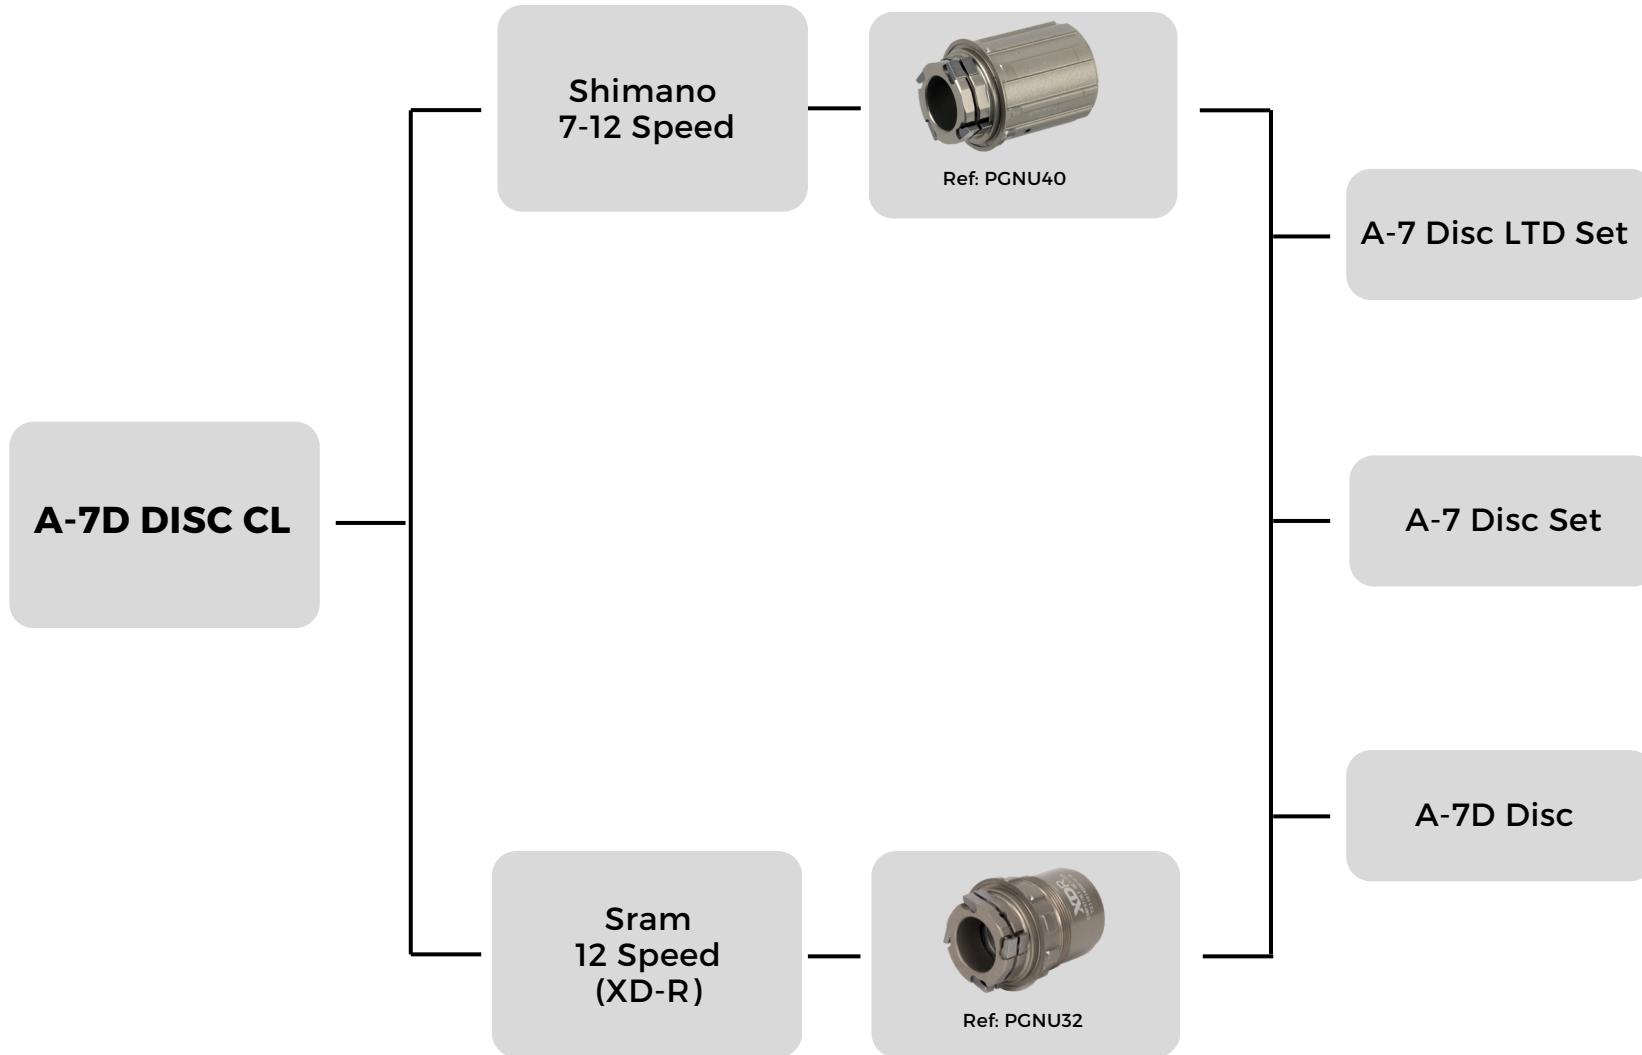 Shimano
7-12 Speed
Ref: PGNU40
A-7 Disc LTD Set
A-7D DISC CL
A-7 Disc Set
A-7D Disc
Sram
12 Speed
(XD-R)
XDR
Ref: PGNU32